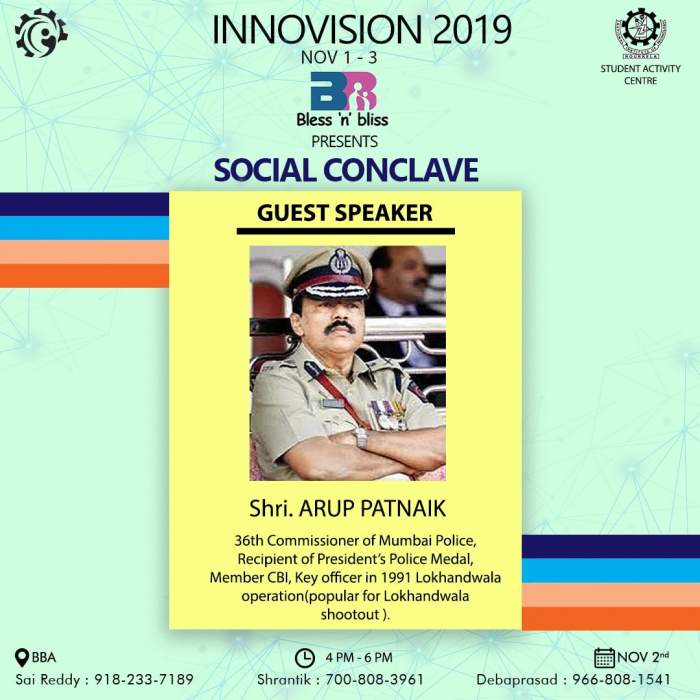 INNOVISION 2019
NOV 1 - 3
STUDENT ACTIVITY
CENTRE
BB
Bless 'n' bliss
PRESENTS
SOCIAL CONCLAVE
GUEST SPEAKER
Shri. ARUP PATNAIK
36th Commissioner of Mumbai Police,
Recipient of President's Police Medal,
Member CBI, Key officer in 1991 Lokhandwala
operation(popular for Lokhandwala
shootout ).
BBA
4 PM - 6 PM
NOV 2nd
Sai Reddy : 918-233-7189
Shrantik : 700-808-3961
Debaprasad : 966-808-1541